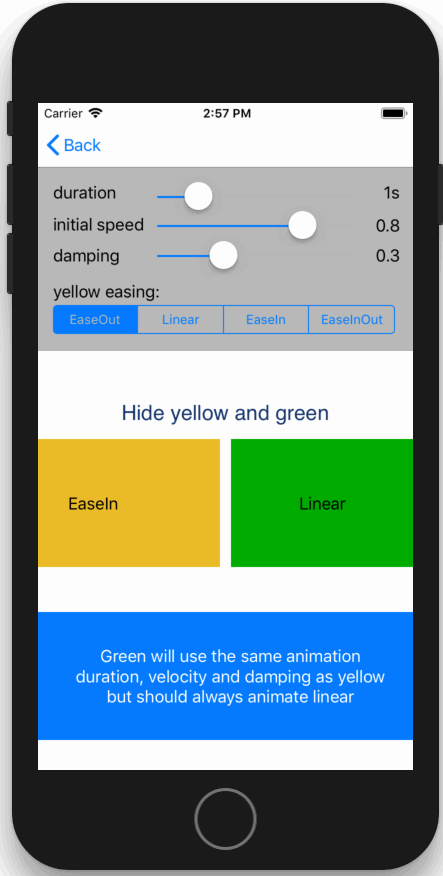 Carrier 2:57 PM
Back
duration 1s
initial speed 0.8
damping 0.3
yellow easing:
EaseOut Linear EaseIn EaseInOut
Hide yellow and green
EaseIn Linear
Green will use the same animation
duration, velocity and damping as yellow
but should always animate linear